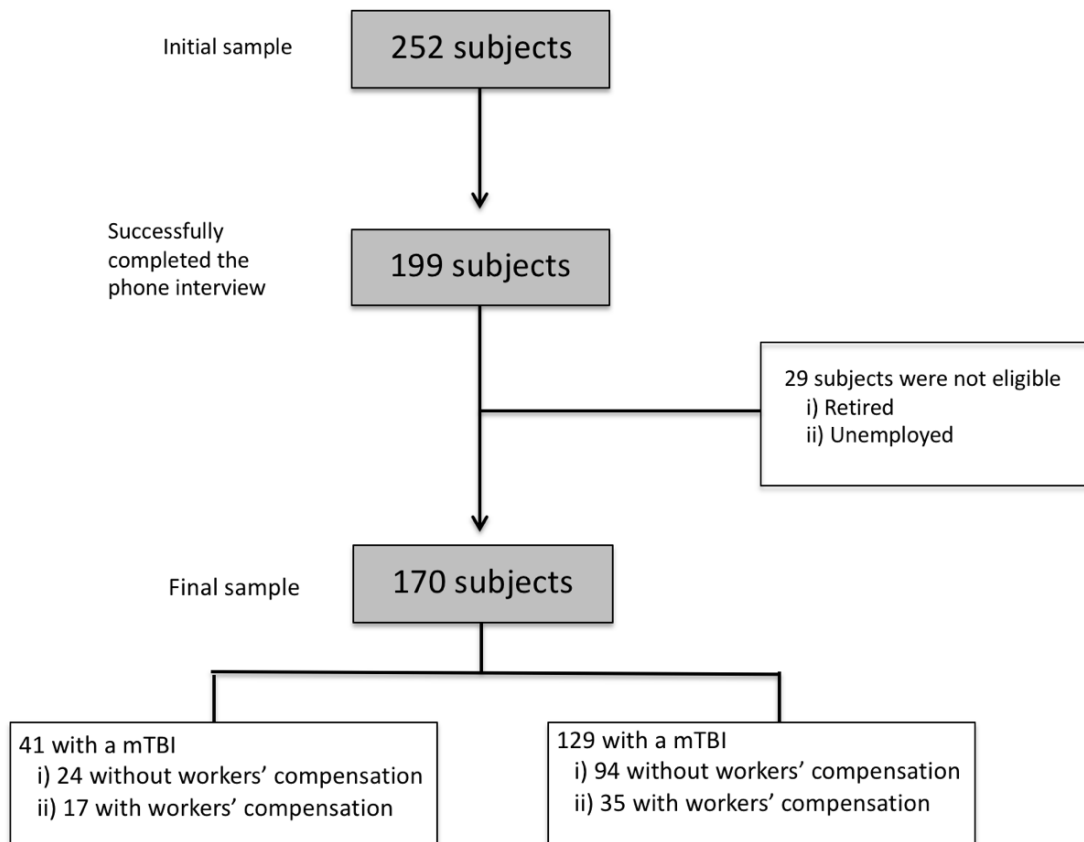 Initial sample
252 subjects
Successfully
completed the
phone interview
199 subjects
29 subjects were not eligible
i) Retired
ii) Unemployed
Final sample
170 subjects
41 with a mTBI
i) 24 without workers’ compensation
ii) 17 with workers’ compensation
129 with a mTBI
i) 94 without workers’ compensation
ii) 35 with workers’ compensation